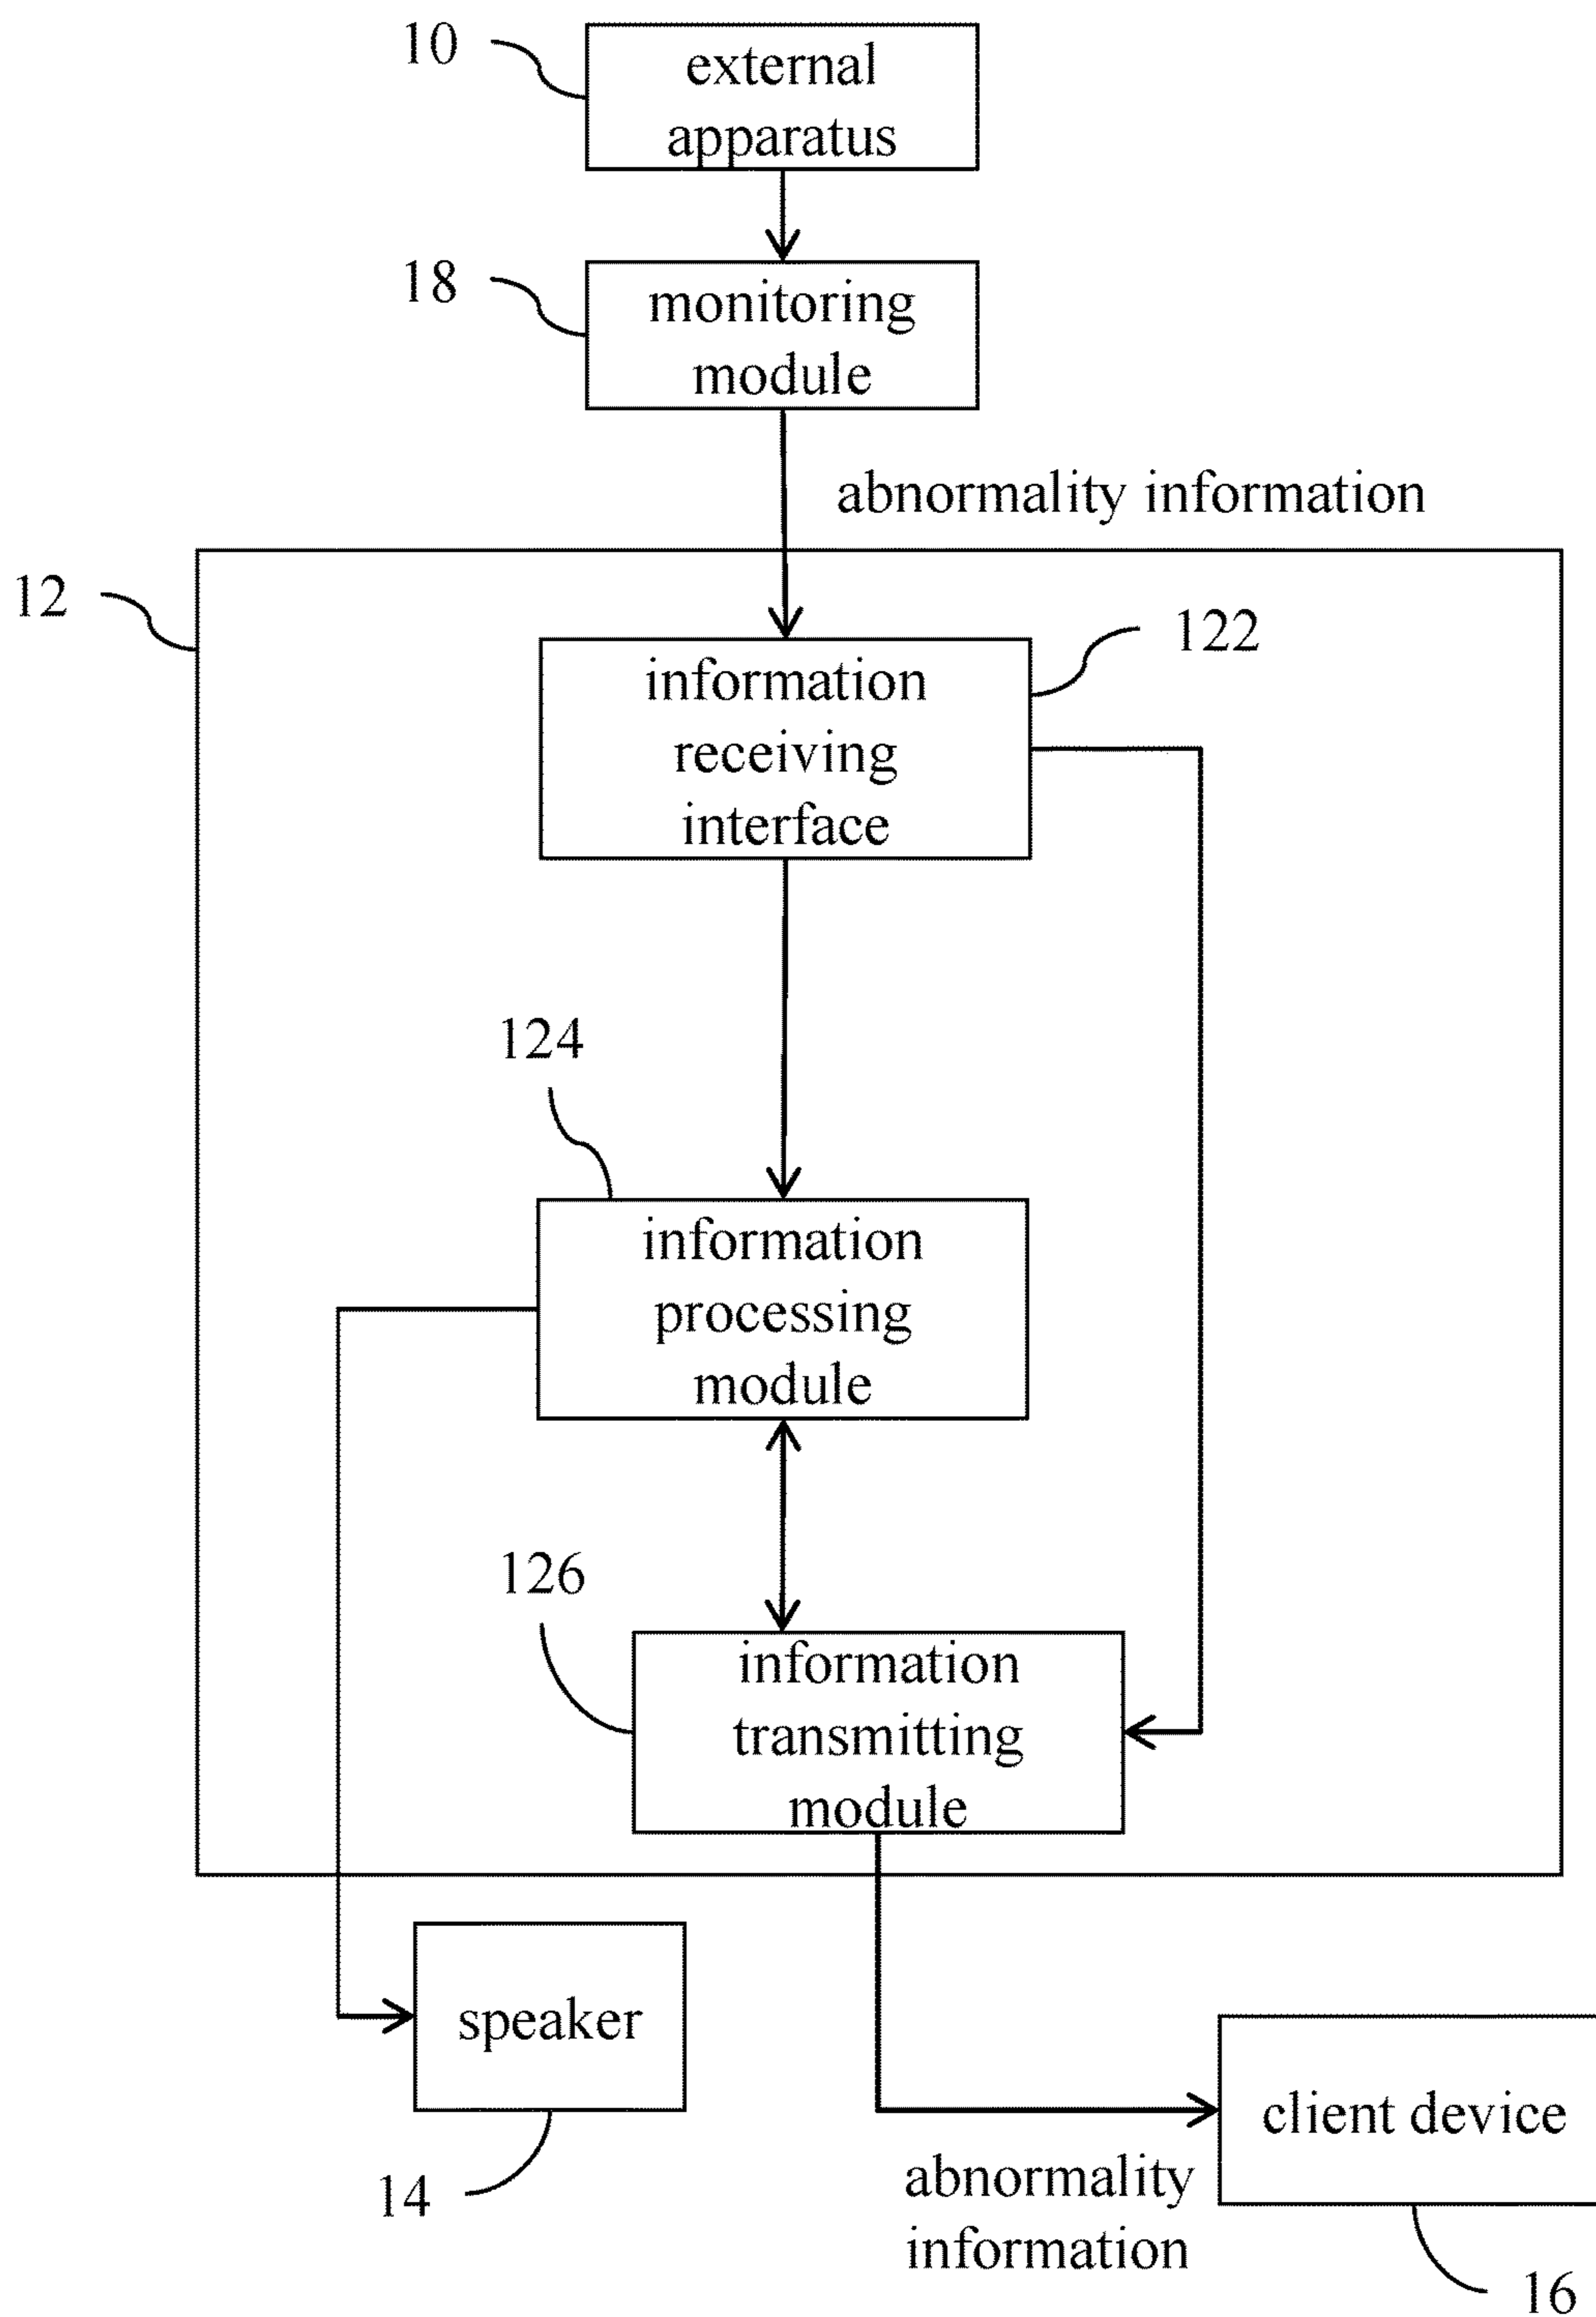 10
external
apparatus
18
monitoring
module
abnormality information
12
122
information
receiving
interface
124
information
processing
module
126
information
transmitting
module
speaker
14
client device
abnormality
information
16